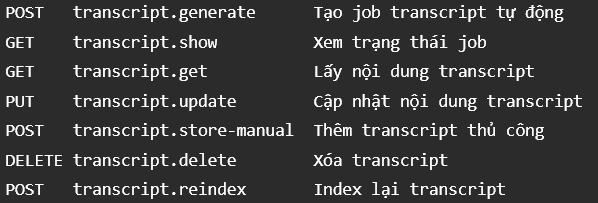 POST   transcript.generate      Tạo job transcript tự động
GET    transcript.show          Xem trạng thái job
GET    transcript.get           Lấy nội dung transcript
PUT    transcript.update        Cập nhật nội dung transcript
POST   transcript.store-manual  Thêm transcript thủ công
DELETE transcript.delete        Xóa transcript
POST   transcript.reindex       Index lại transcript